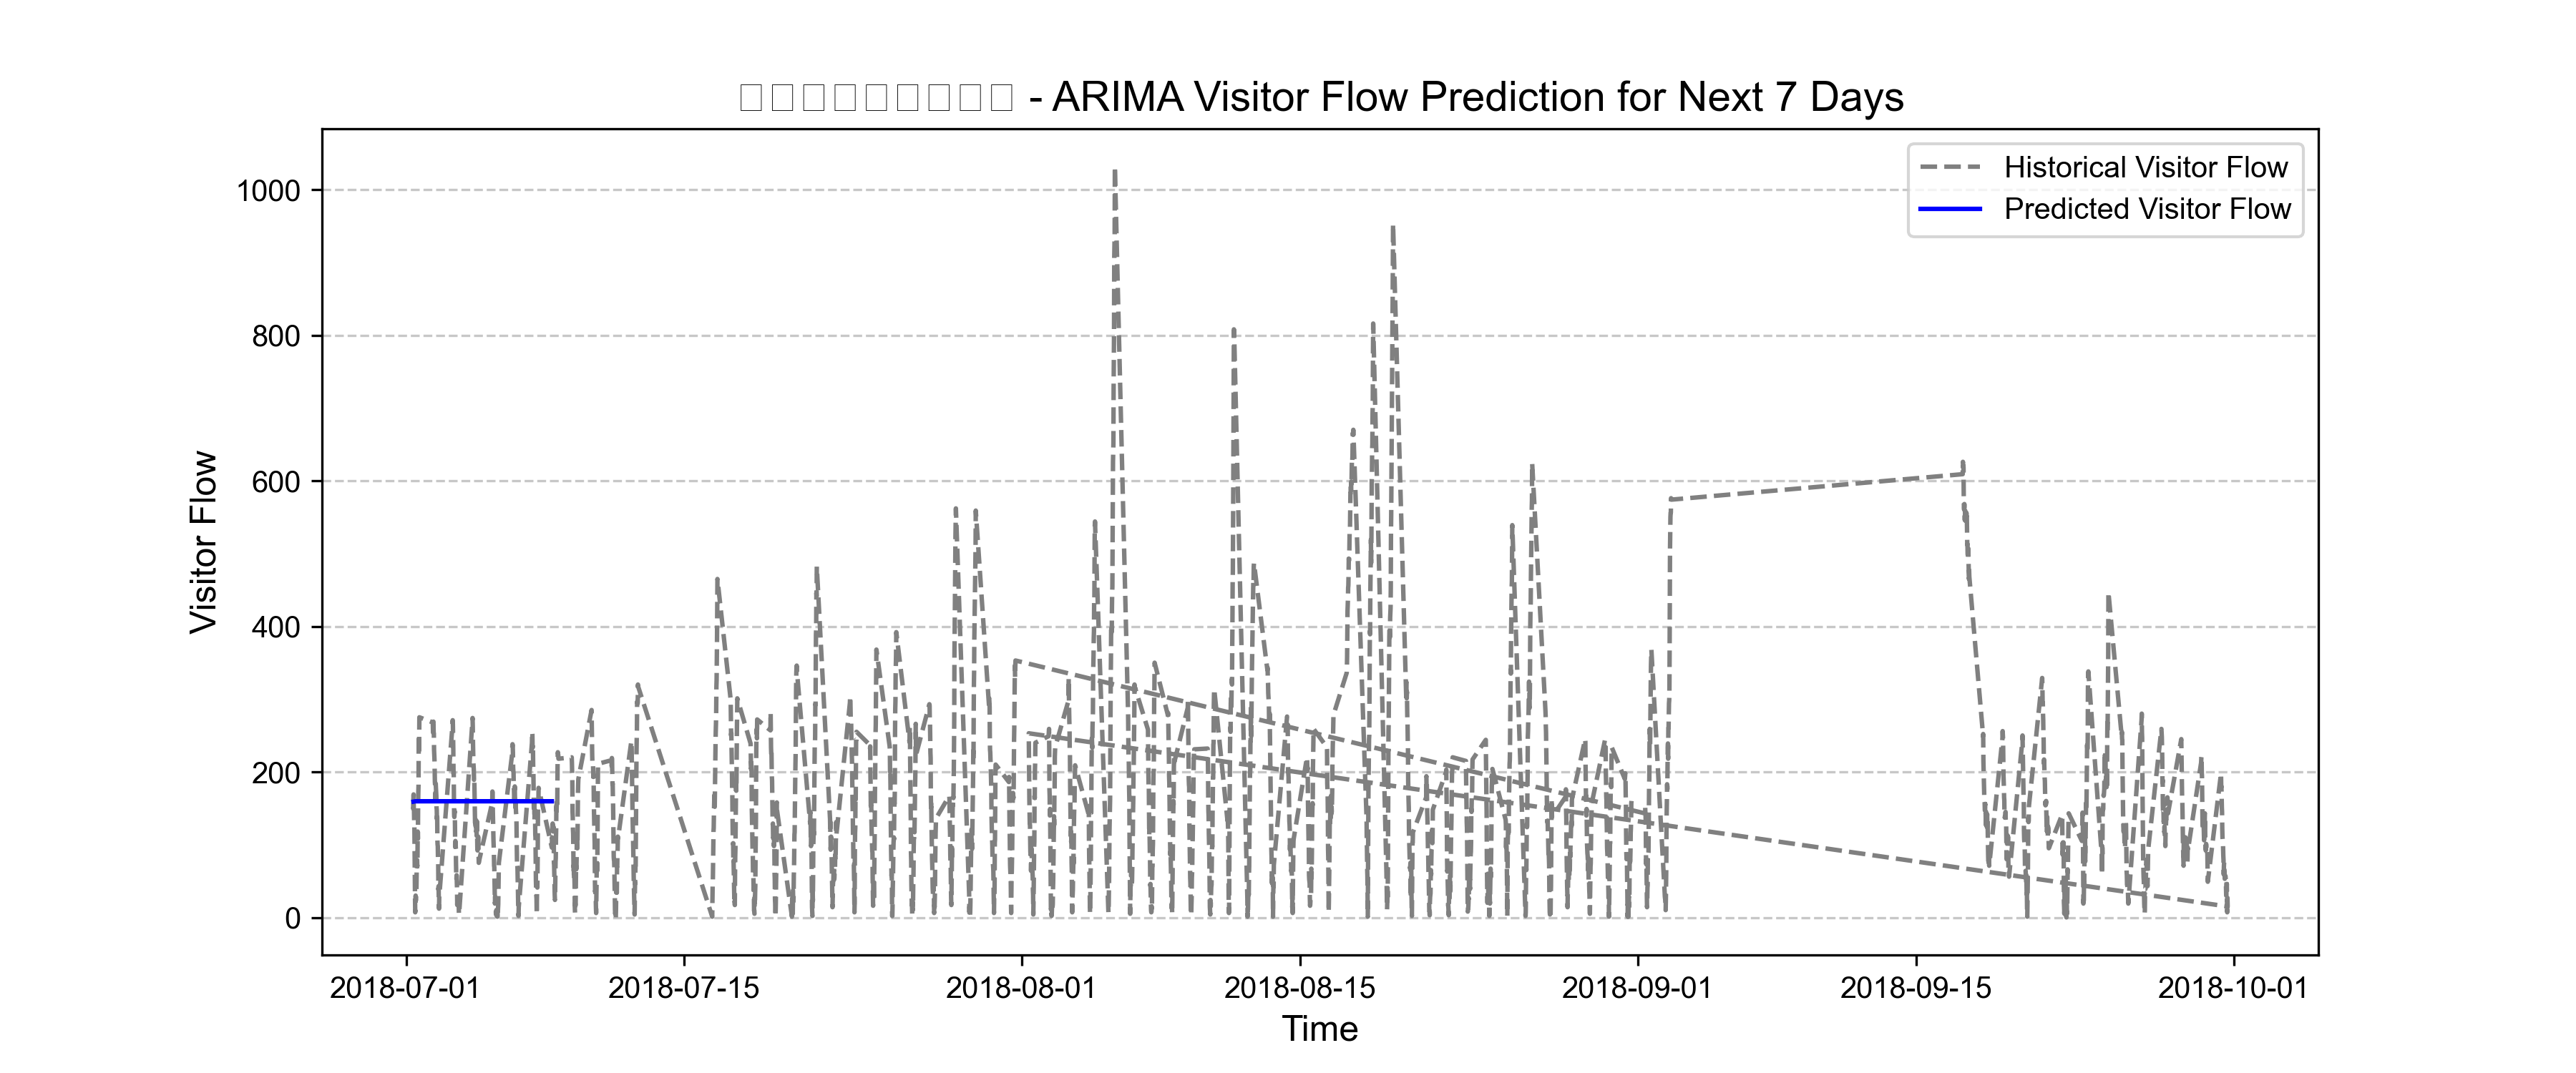 □□□□□□□□□ - ARIMA Visitor Flow Prediction for Next 7 Days
Historical Visitor Flow
Predicted Visitor Flow
Visitor Flow
1000
800
600
400
200
0
2018-07-01 2018-07-15 2018-08-01 2018-08-15 2018-09-01 2018-09-15 2018-10-01
Time